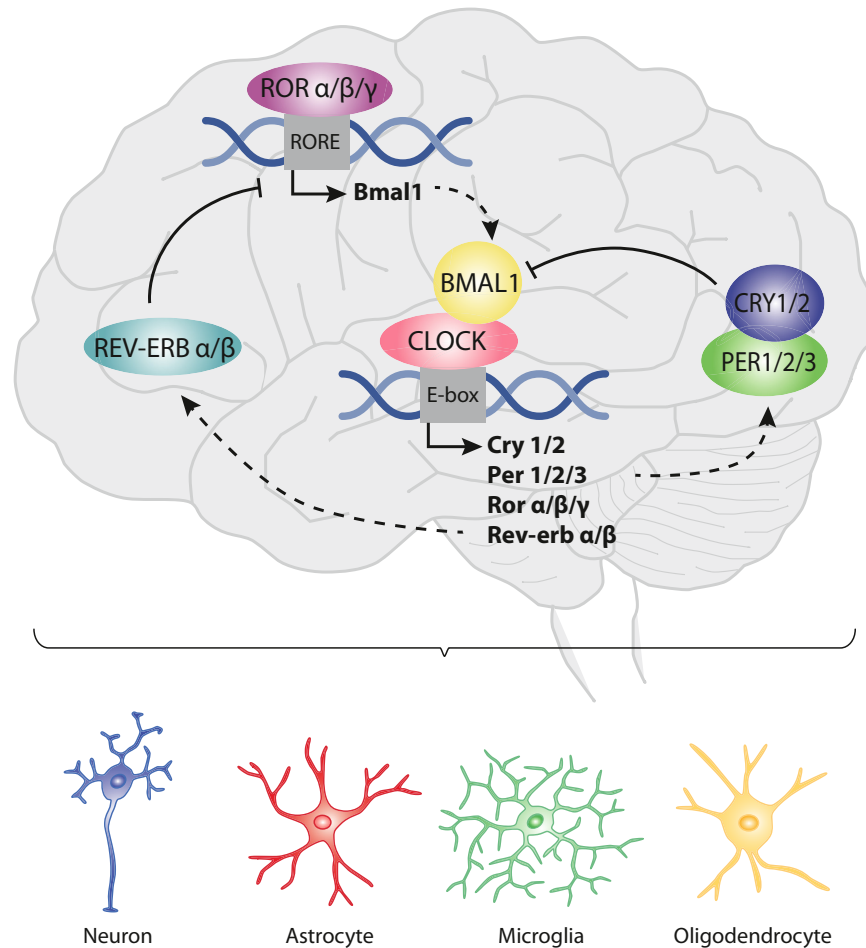 ROR α/β/γ
RORE
Bmal1
BMAL1
CRY1/2
REV-ERB α/β
CLOCK
PER1/2/3
E-box
Cry 1/2
Per 1/2/3
Ror α/β/γ
Rev-erb α/β
Neuron
Astrocyte
Microglia
Oligodendrocyte